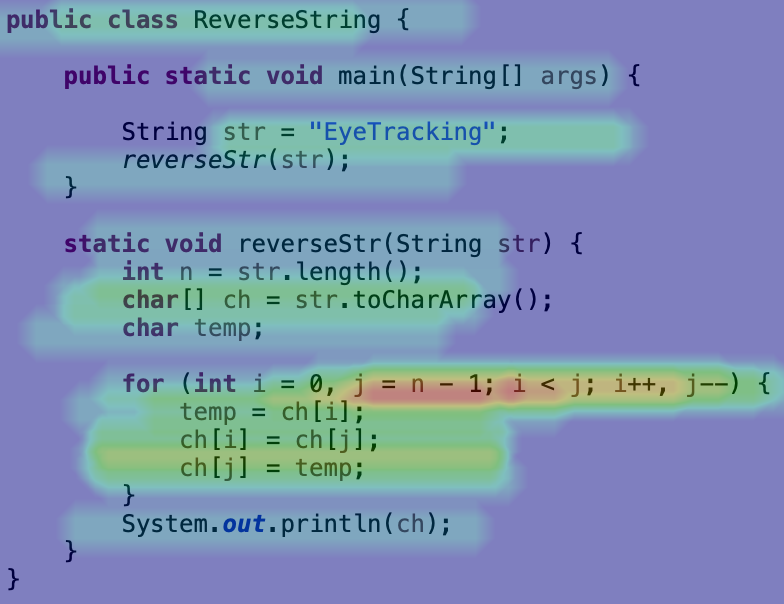 public class ReverseString {
public static void main(String[] args) {
String str = "EyeTracking";
reverseStr(str);
}
static void reverseStr(String str) {
int n = str.length();
char[] ch = str.toCharArray();
char temp;
for (int i = 0, j = n - 1; i < j; i++, j--) {
temp = ch[i];
ch[i] = ch[j];
ch[j] = temp;
}
System.out.println(ch);
}
}